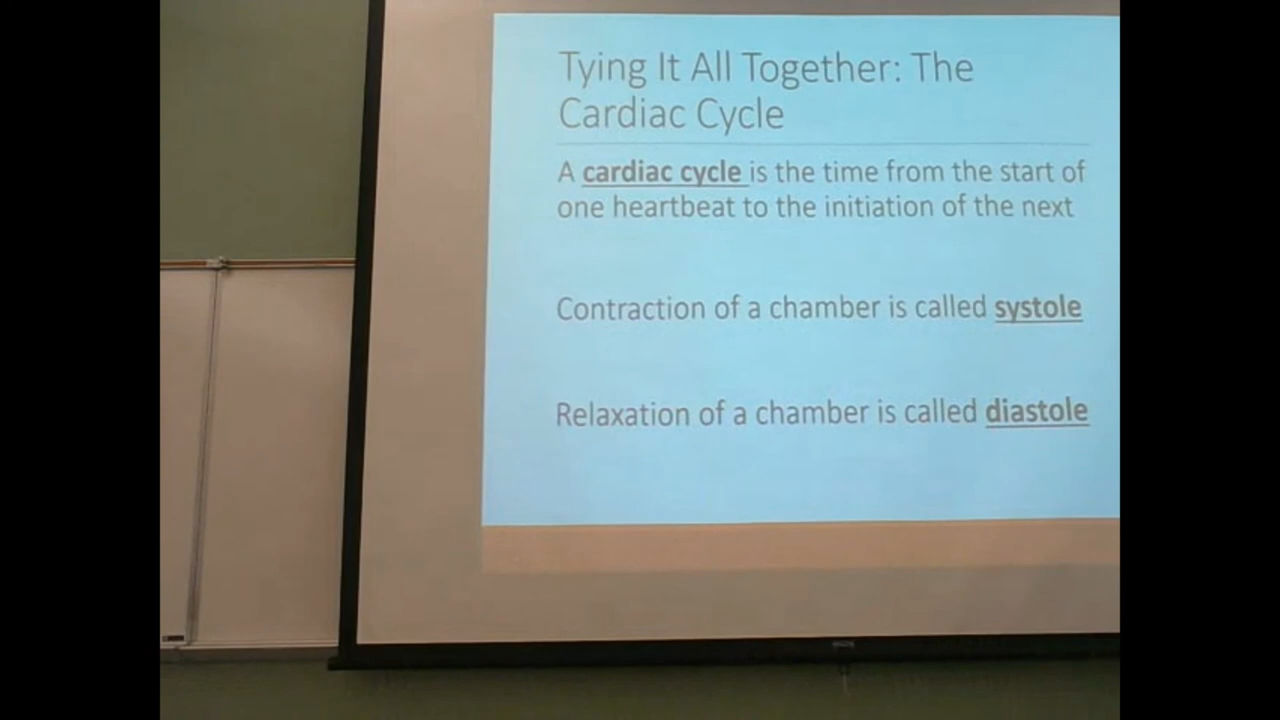 Tying It All Together: The
Cardiac Cycle
A cardiac cycle is the time from the start of
one heartbeat to the initiation of the next
Contraction of a chamber is called systole
Relaxation of a chamber is called diastole